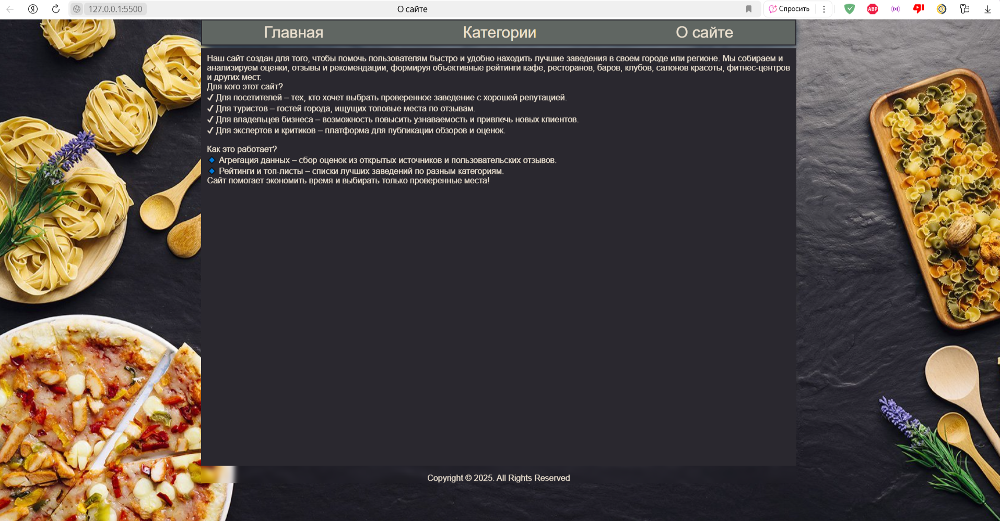 Я 127.0.0.1:5500 О сайте Спросить ABP
Главная Категории О сайте
Наш сайт создан для того, чтобы помочь пользователям быстро и удобно находить лучшие заведения в своем городе или регионе. Мы собираем и
анализируем оценки, отзывы и рекомендации, формируя объективные рейтинги кафе, ресторанов, баров, клубов, салонов красоты, фитнес-центров
и других мест.
Для кого этот сайт?
✔ Для посетителей – тех, кто хочет выбрать проверенное заведение с хорошей репутацией.
✔ Для туристов – гостей города, ищущих топовые места по отзывам.
✔ Для владельцев бизнеса – возможность повысить узнаваемость и привлечь новых клиентов.
✔ Для экспертов и критиков – платформа для публикации обзоров и оценок.
Как это работает?
🔹 Агрегация данных – сбор оценок из открытых источников и пользовательских отзывов.
🔹 Рейтинги и топ-листы – списки лучших заведений по разным категориям.
Сайт помогает экономить время и выбирать только проверенные места!
Copyright © 2025. All Rights Reserved